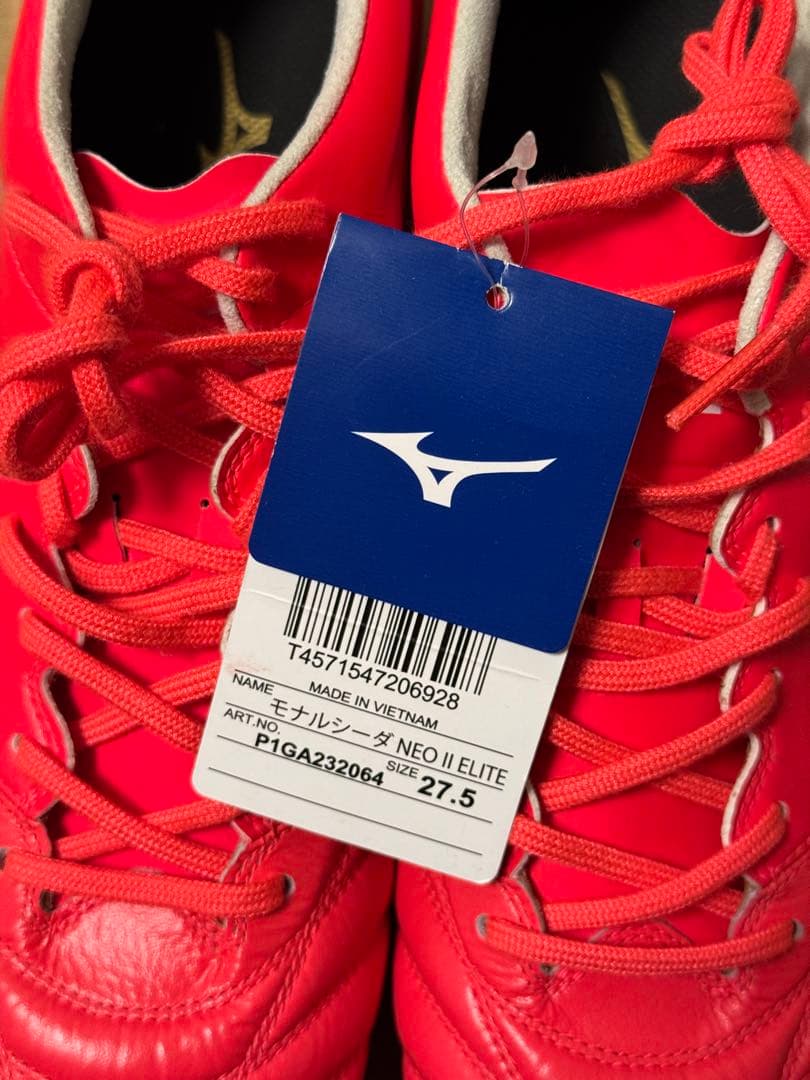 T4571547206928
MADE IN VIETNAM
NAME モナルシーダ NEO II ELITE
ART.NO. P1GA232064 SIZE 27.5